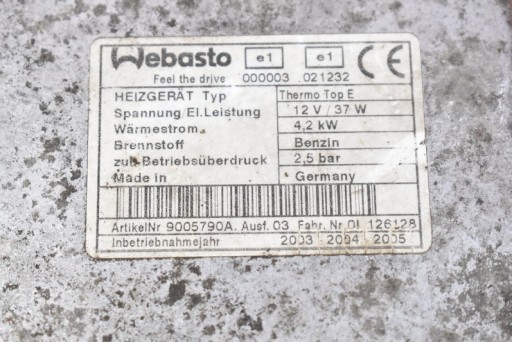 Webasto e1 e1 CE
Feel the drive 000003 021232
HEIZGERÄT Typ Thermo Top E
Spannung/El.Leistung 12 V / 37 W
Wärmestrom 4,2 kW
Brennstoff Benzin
zul. Betriebsüberdruck 2,5 bar
Made in Germany
ArtikelNr 9005790A. Ausf. 03 Fabr. Nr. 01 126128
Inbetriebnahmejahr 2003 2004 2005